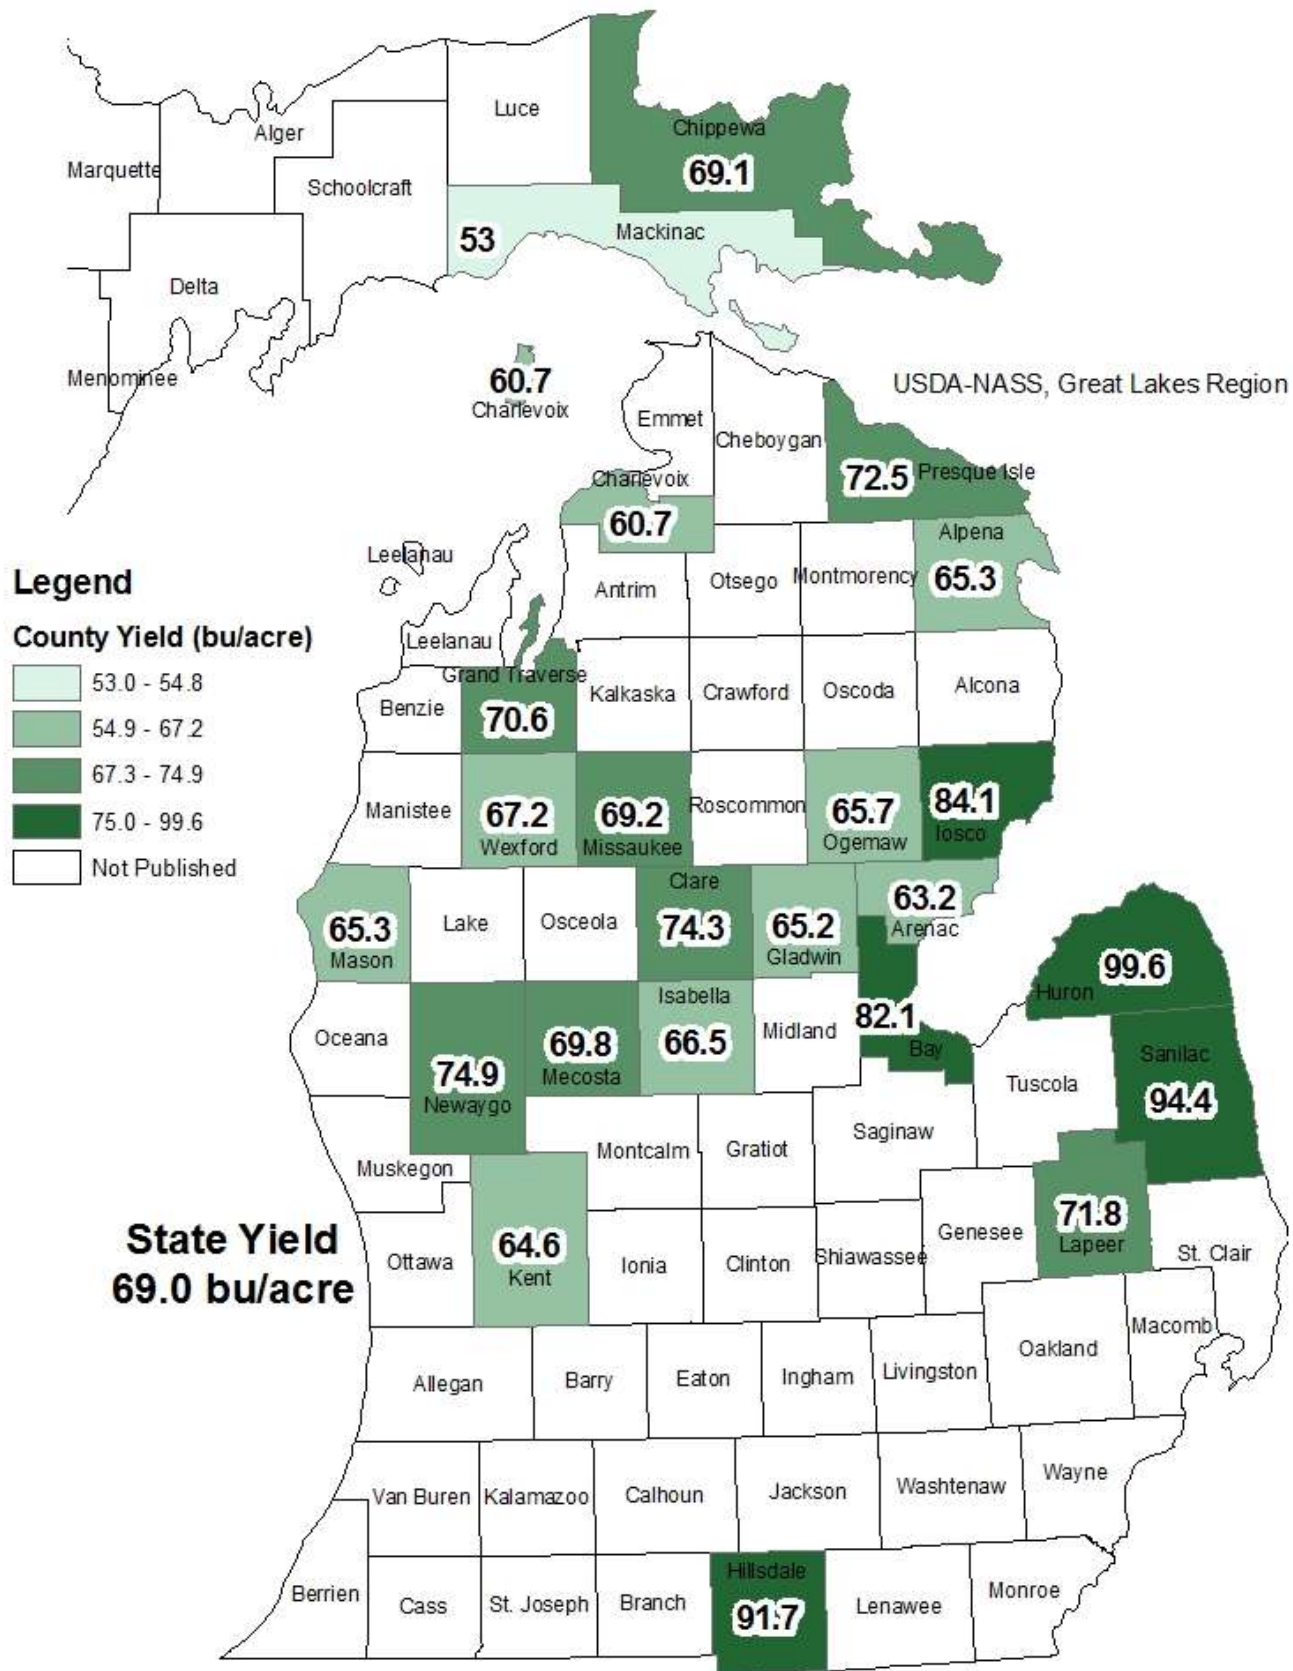 Luce
Chippewa
Alger
Marquette
69.1
Schoolcraft
53
Mackinac
Delta
60.7
Charlevoix
Menominee
USDA-NASS, Great Lakes Region
Emmet
Cheboygan
72.5 Presque Isle
Charlevoix
60.7
Alpena
65.3
Leelanau
Antrim
Otsego
Montmorency
Legend
County Yield (bu/acre)
53.0 - 54.8
54.9 - 67.2
67.3 - 74.9
75.0 - 99.6
Not Published
Leelanau
Grand Traverse
70.6
Benzie
Kalkaska
Crawford
Oscoda
Alcona
Manistee
67.2
Wexford
69.2
Missaukee
Roscommon
65.7
Ogemaw
84.1
Iosco
65.3
Mason
Lake
Osceola
Clare
74.3
65.2
Gladwin
63.2
Arenac
99.6
Huron
Oceana
74.9
Newaygo
69.8
Mecosta
Isabella
66.5
Midland
82.1
Bay
Tuscola
Sanilac
94.4
Muskegon
Montcalm
Gratiot
Saginaw
State Yield
69.0 bu/acre
Ottawa
64.6
Kent
Ionia
Clinton
Shiawassee
Genesee
71.8
Lapeer
St. Clair
Allegan
Barry
Eaton
Ingham
Livingston
Oakland
Macomb
Van Buren
Kalamazoo
Calhoun
Jackson
Washtenaw
Wayne
Berrien
Cass
St. Joseph
Branch
Hillsdale
91.7
Lenawee
Monroe